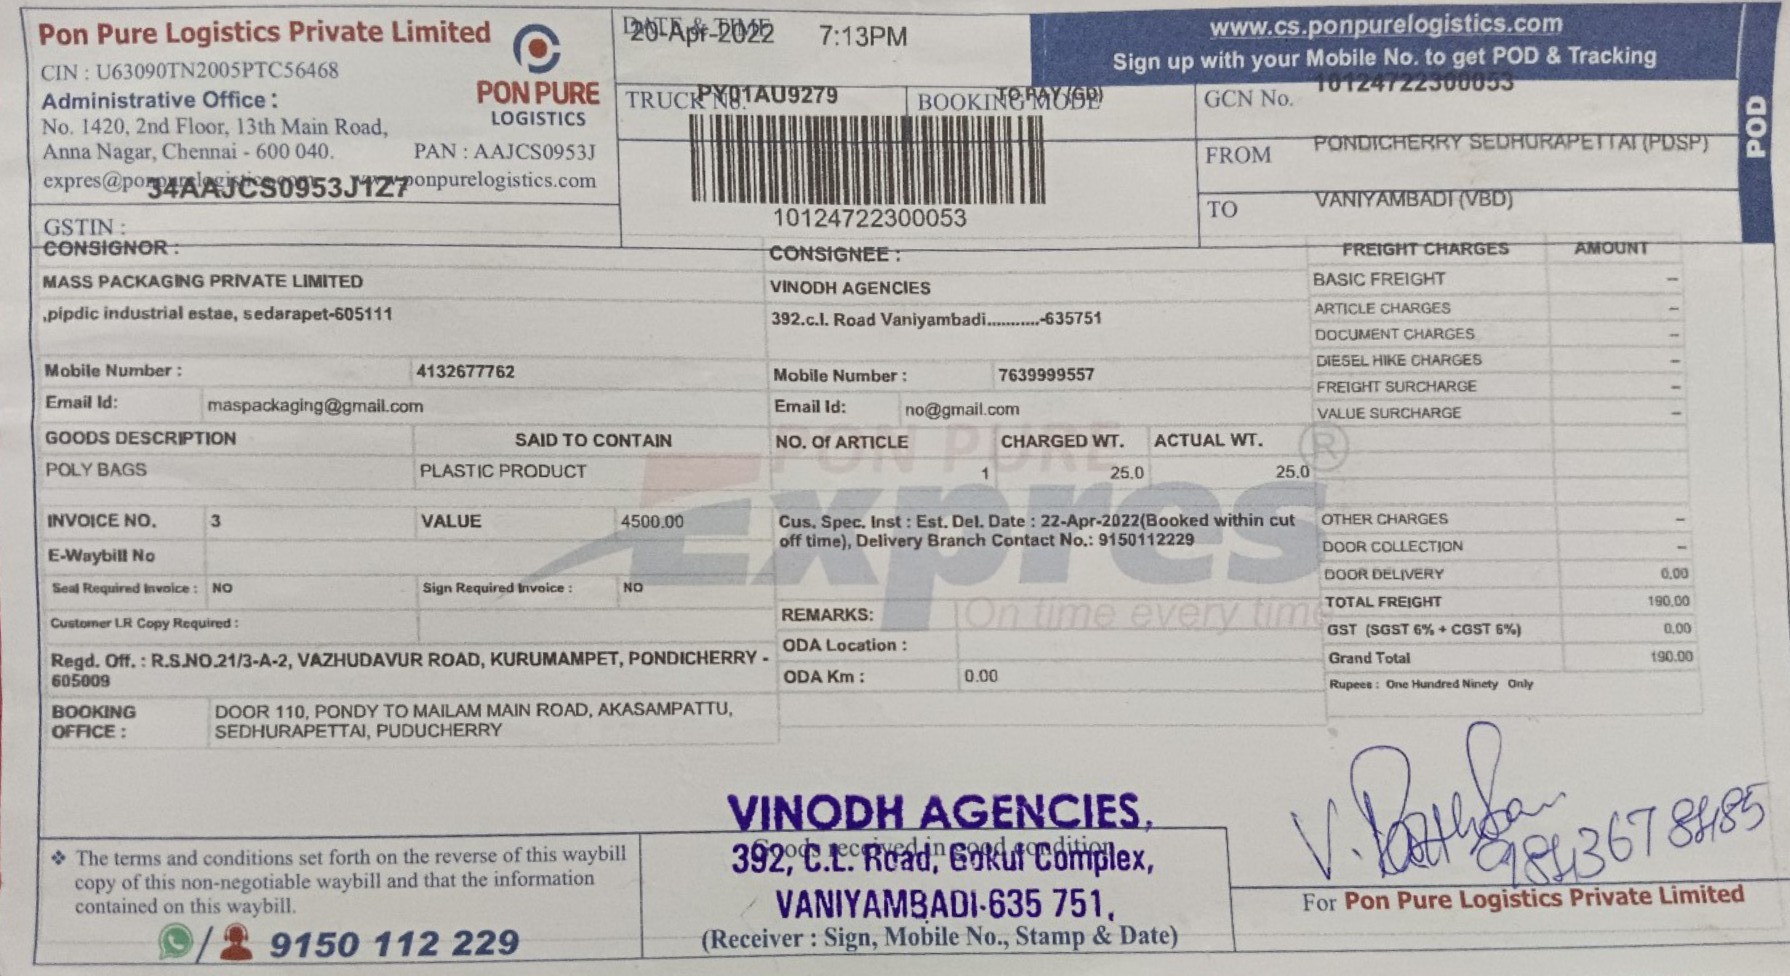 Pon Pure Logistics Private Limited
CIN : U63090TN2005PTC56468
Administrative Office :
No. 1420, 2nd Floor, 13th Main Road,
Anna Nagar, Chennai - 600 040. PAN : AAJCS0953J
34AAJCS0953J1Z7
GSTIN :
PON PURE
LOGISTICS
DATE & TIME 20-Apr-2022 7:13PM
TRUCK No. PY01AU9279 BOOKING MODE TO PAY (GD)
10124722300053
www.cs.ponpurelogistics.com
Sign up with your Mobile No. to get POD & Tracking
GCN No. 10124722300053
FROM PONDICHERRY SEDHURAPETTAI (PDSP)
TO VANIYAMBADI (VBD)
POD
CONSIGNOR :
MASS PACKAGING PRIVATE LIMITED
,pipdic industrial estae, sedarapet-605111
Mobile Number : 4132677762
Email Id: maspackaging@gmail.com
CONSIGNEE :
VINODH AGENCIES
392.c.l. Road Vaniyambadi...........-635751
Mobile Number : 7639999557
Email Id: no@gmail.com
GOODS DESCRIPTION SAID TO CONTAIN NO. Of ARTICLE CHARGED WT. ACTUAL WT.
POLY BAGS PLASTIC PRODUCT 1 25.0 25.0
INVOICE NO. 3 VALUE 4500.00
E-Waybill No
Seal Required Invoice : NO Sign Required Invoice : NO
Customer LR Copy Required :
Regd. Off. : R.S.NO.21/3-A-2, VAZHUDAVUR ROAD, KURUMAMPET, PONDICHERRY -
605009
BOOKING DOOR 110, PONDY TO MAILAM MAIN ROAD, AKASAMPATTU,
OFFICE : SEDHURAPETTAI, PUDUCHERRY
Cus. Spec. Inst : Est. Del. Date : 22-Apr-2022(Booked within cut
off time), Delivery Branch Contact No.: 9150112229
REMARKS:
ODA Location :
ODA Km : 0.00
PON PURE
Expres ®
On time every time
FREIGHT CHARGES AMOUNT
BASIC FREIGHT –
ARTICLE CHARGES –
DOCUMENT CHARGES –
DIESEL HIKE CHARGES –
FREIGHT SURCHARGE –
VALUE SURCHARGE –
OTHER CHARGES –
DOOR COLLECTION –
DOOR DELIVERY 0.00
TOTAL FREIGHT 190.00
GST (SGST 6% + CGST 6%) 0.00
Grand Total 190.00
Rupees : One Hundred Ninety Only
The terms and conditions set forth on the reverse of this waybill
copy of this non-negotiable waybill and that the information
contained on this waybill.
/ 9150 112 229
VINODH AGENCIES,
Goods received in good condition
392, C.L. Road, Gokul Complex,
VANIYAMBADI-635 751,
(Receiver : Sign, Mobile No., Stamp & Date)
For Pon Pure Logistics Private Limited